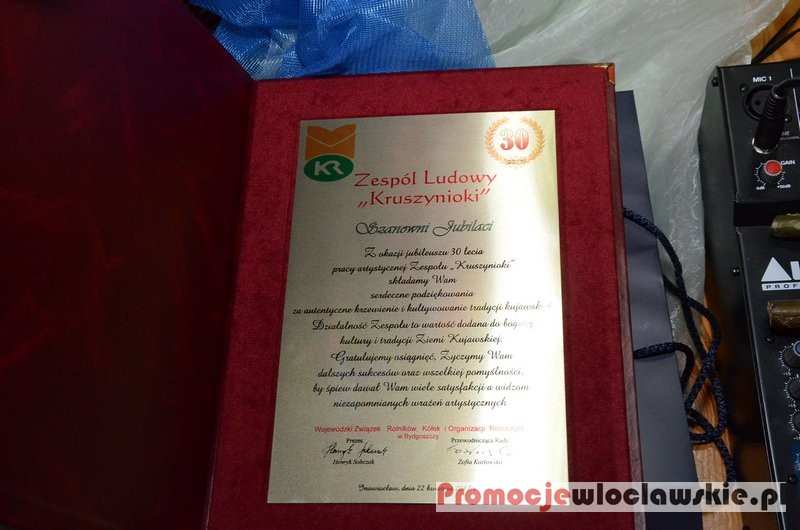 KR
30
Zespół Ludowy
„Kruszynioki”
Szanowni Jubilaci
Z okazji jubileuszu 30 lecia
pracy artystycznej Zespołu „Kruszynioki”
składamy Wam
serdeczne podziękowania
za autentyczne krzewienie i kultywowanie tradycji
Działalność Zespołu to wartość dodana do bogatej
kultury i tradycji Ziemi Kujawskiej.
Gratulujemy osiągnięć, Życzymy Wam
dalszych sukcesów oraz wszelkiej pomyślności,
by śpiew dawał Wam wiele satysfakcji a widzom
niezapomnianych wrażeń artystycznych
Wojewódzki Związek Rolników, Kółek i Organizacji
w Bydgoszczy
Prezes Przewodnicząca Rady
Henryk Sobczak Zofia
Inowrocław, dnia 22
MIC 1
GAIN
Promocjewloclawskie.pl